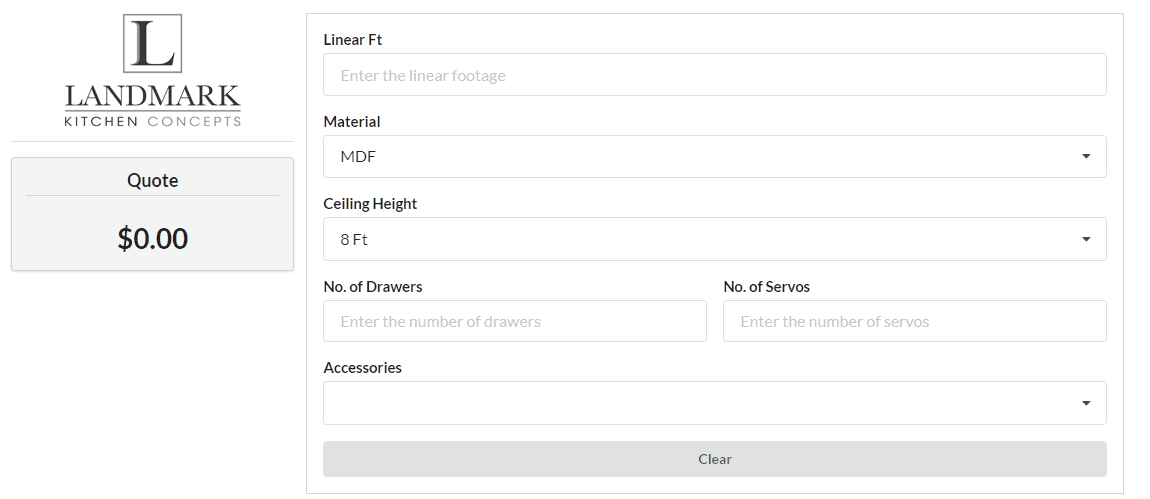 L
LANDMARK
KITCHEN CONCEPTS
Quote
$0.00
Linear Ft
Enter the linear footage
Material
MDF
Ceiling Height
8 Ft
No. of Drawers
Enter the number of drawers
No. of Servos
Enter the number of servos
Accessories
Clear